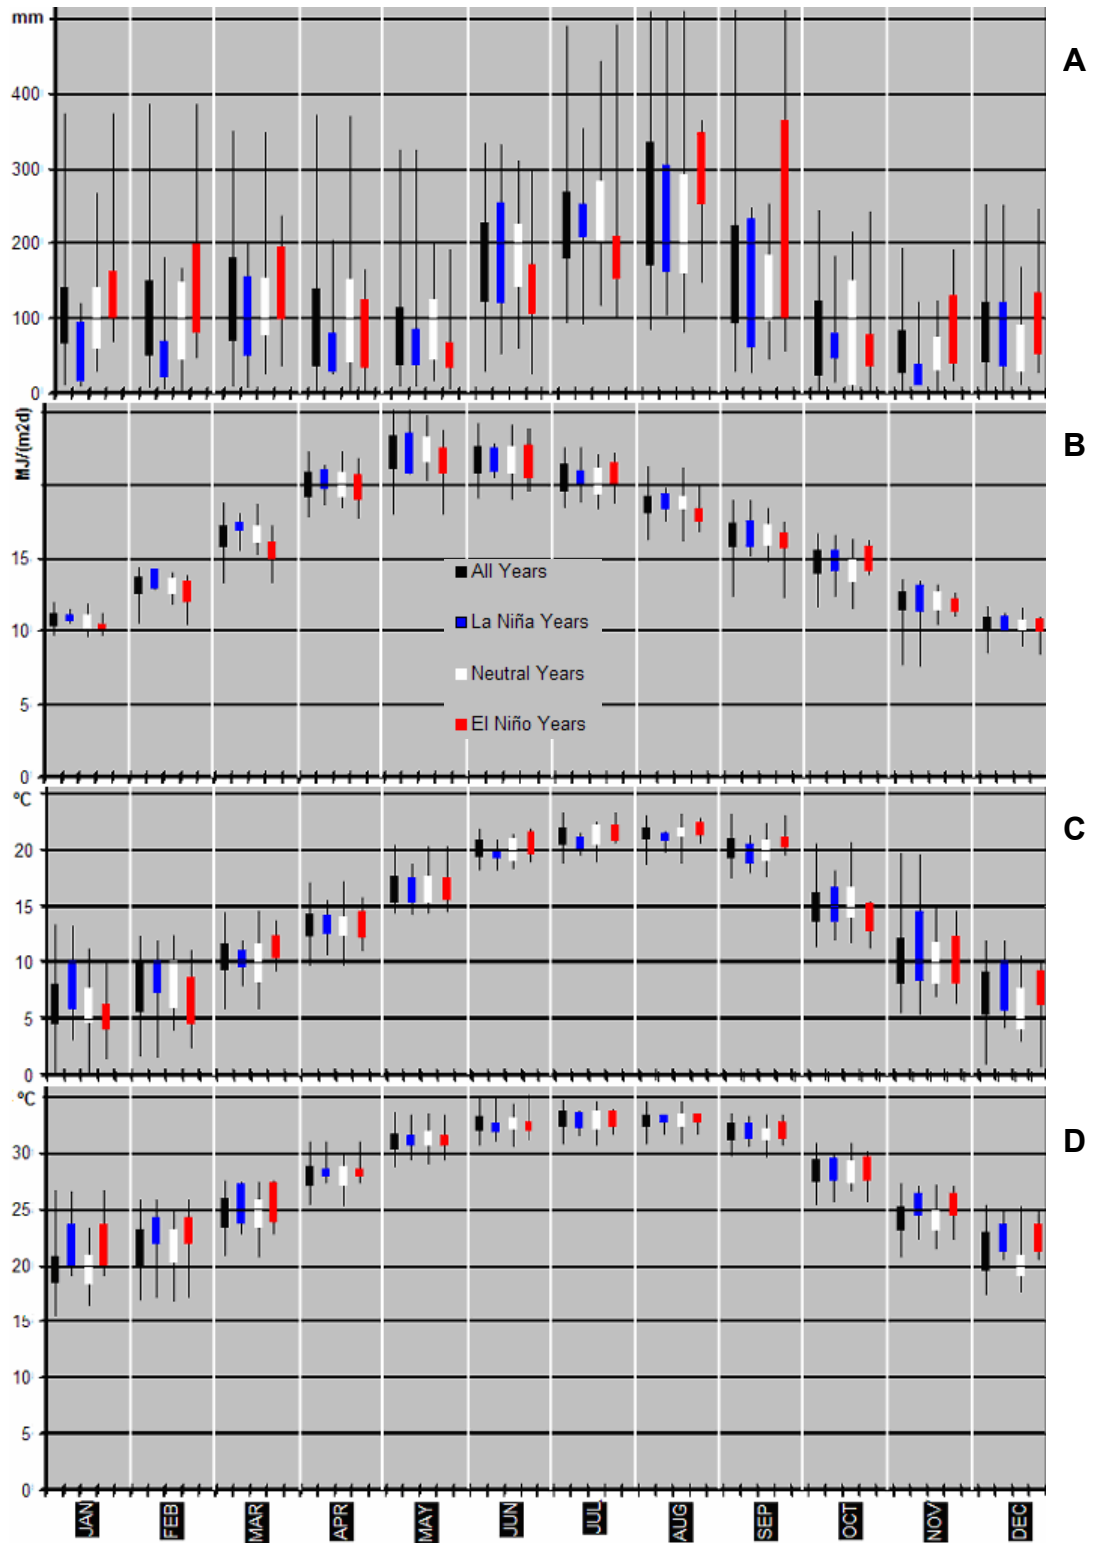 mm
A
400
300
200
100
0
MJ/(m2d)
B
15
10
5
0
All Years
La Niña Years
Neutral Years
El Niño Years
ºC
C
20
15
10
5
0
ºC
D
30
25
20
15
10
5
0
JAN FEB MAR APR MAY JUN JUL AUG SEP OCT NOV DEC